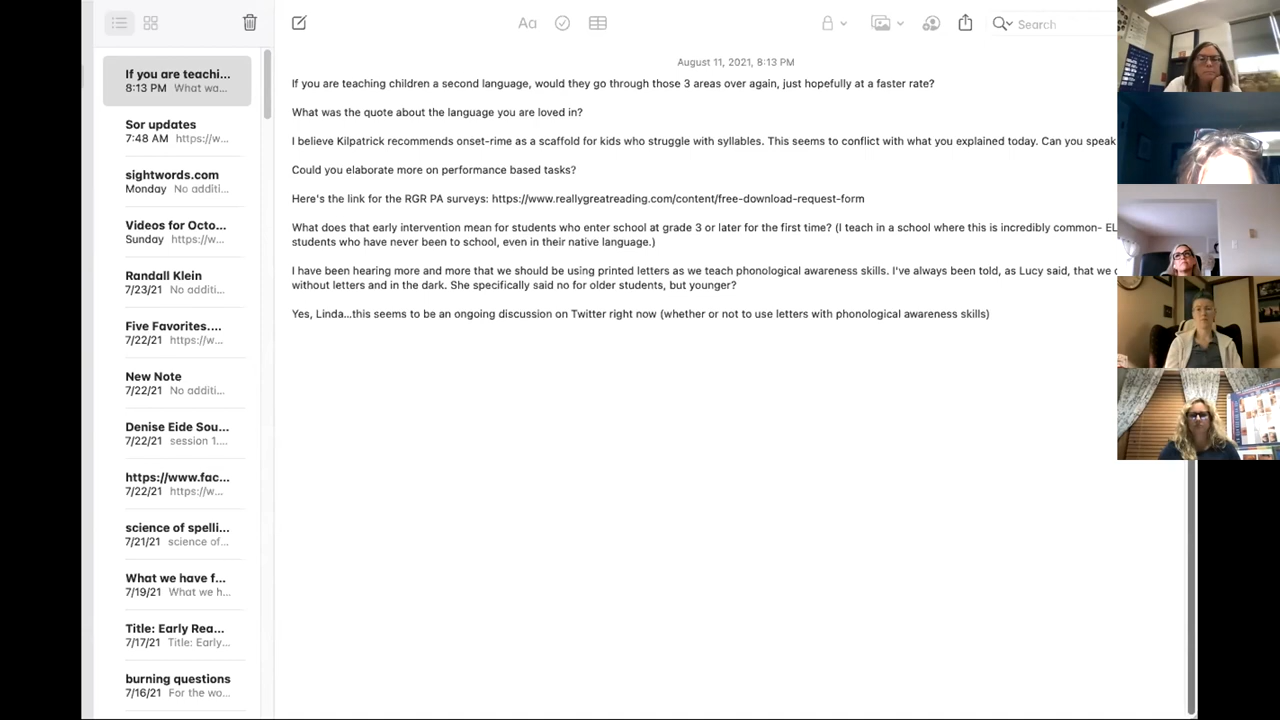 Aa
Search
If you are teachi...
8:13 PM What wa...
Sor updates
7:48 AM https://w...
sightwords.com
Monday No additi...
Videos for Octo...
Sunday https://w...
Randall Klein
7/23/21 No additi...
Five Favorites....
7/22/21 https://w...
New Note
7/22/21 No additi...
Denise Eide Sou...
7/22/21 session 1....
https://www.fac...
7/22/21 https://w...
science of spelli...
7/21/21 science of...
What we have f...
7/19/21 What we h...
Title: Early Rea...
7/17/21 Title: Early...
burning questions
7/16/21 For the wo...
August 11, 2021, 8:13 PM
If you are teaching children a second language, would they go through those 3 areas over again, just hopefully at a faster rate?
What was the quote about the language you are loved in?
I believe Kilpatrick recommends onset-rime as a scaffold for kids who struggle with syllables. This seems to conflict with what you explained today. Can you speak
Could you elaborate more on performance based tasks?
Here's the link for the RGR PA surveys: https://www.reallygreatreading.com/content/free-download-request-form
What does that early intervention mean for students who enter school at grade 3 or later for the first time? (I teach in a school where this is incredibly common- EL
students who have never been to school, even in their native language.)
I have been hearing more and more that we should be using printed letters as we teach phonological awareness skills. I've always been told, as Lucy said, that we
without letters and in the dark. She specifically said no for older students, but younger?
Yes, Linda...this seems to be an ongoing discussion on Twitter right now (whether or not to use letters with phonological awareness skills)